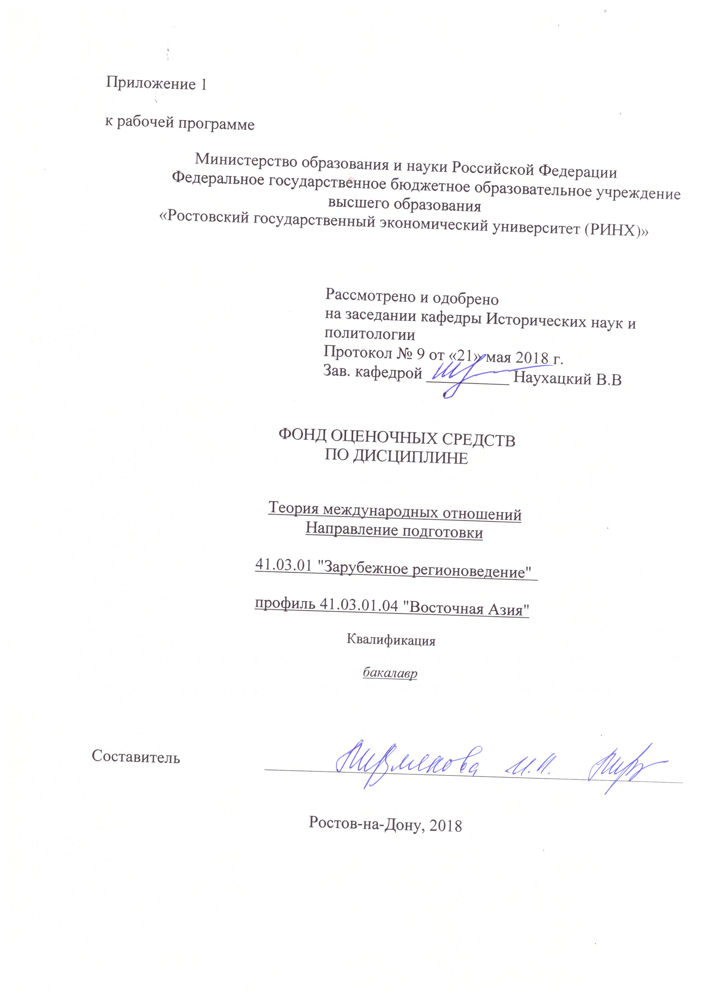 Приложение 1
к рабочей программе
Министерство образования и науки Российской Федерации
Федеральное государственное бюджетное образовательное учреждение
высшего образования
«Ростовский государственный экономический университет (РИНХ)»
Рассмотрено и одобрено
на заседании кафедры Исторических наук и
политологии
Протокол № 9 от «21» мая 2018 г.
Зав. кафедрой __________ Наухацкий В.В
ФОНД ОЦЕНОЧНЫХ СРЕДСТВ
ПО ДИСЦИПЛИНЕ
Теория международных отношений
Направление подготовки
41.03.01 "Зарубежное регионоведение"
профиль 41.03.01.04 "Восточная Азия"
Квалификация
бакалавр
Составитель
Ростов-на-Дону, 2018